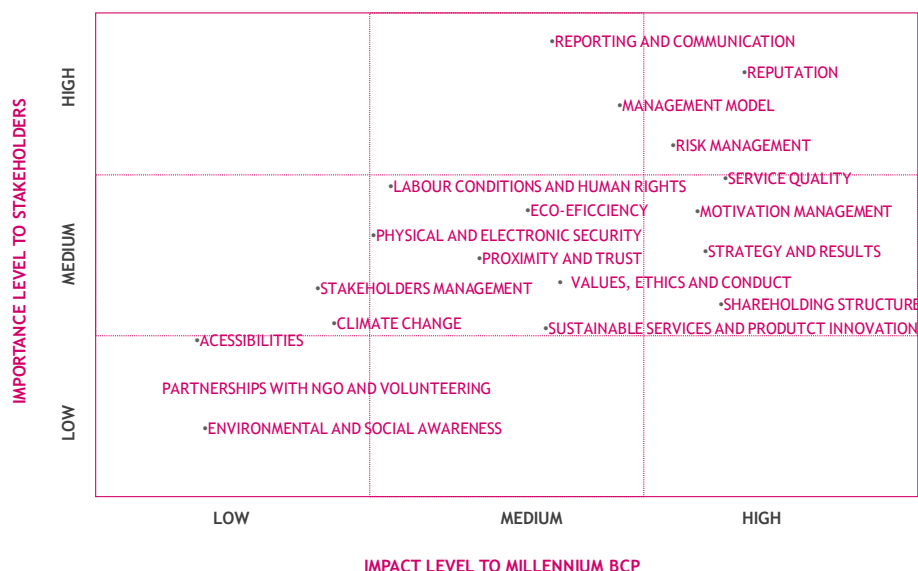 REPORTING AND COMMUNICATION
REPUTATION
MANAGEMENT MODEL
RISK MANAGEMENT
SERVICE QUALITY
LABOUR CONDITIONS AND HUMAN RIGHTS
ECO-EFICCIENCY
MOTIVATION MANAGEMENT
PHYSICAL AND ELECTRONIC SECURITY
STRATEGY AND RESULTS
PROXIMITY AND TRUST
VALUES, ETHICS AND CONDUCT
STAKEHOLDERS MANAGEMENT
SHAREHOLDING STRUCTURE
CLIMATE CHANGE
SUSTAINABLE SERVICES AND PRODUTCT INNOVATION
ACESSIBILITIES
PARTNERSHIPS WITH NGO AND VOLUNTEERING
ENVIRONMENTAL AND SOCIAL AWARENESS
IMPORTANCE LEVEL TO STAKEHOLDERS
HIGH
MEDIUM
LOW
LOW
MEDIUM
HIGH
IMPACT LEVEL TO MILLENNIUM BCP